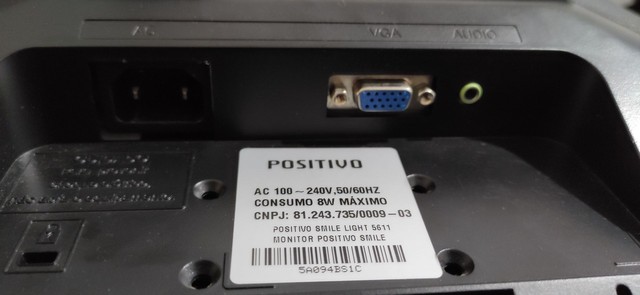 AC
VGA
AUDIO
POSITIVO
AC 100 ~ 240V,50/60HZ
CONSUMO 8W MÁXIMO
CNPJ: 81.243.735/0009-03
POSITIVO SMILE LIGHT 5611
MONITOR POSITIVO SMILE
5A094BS1C